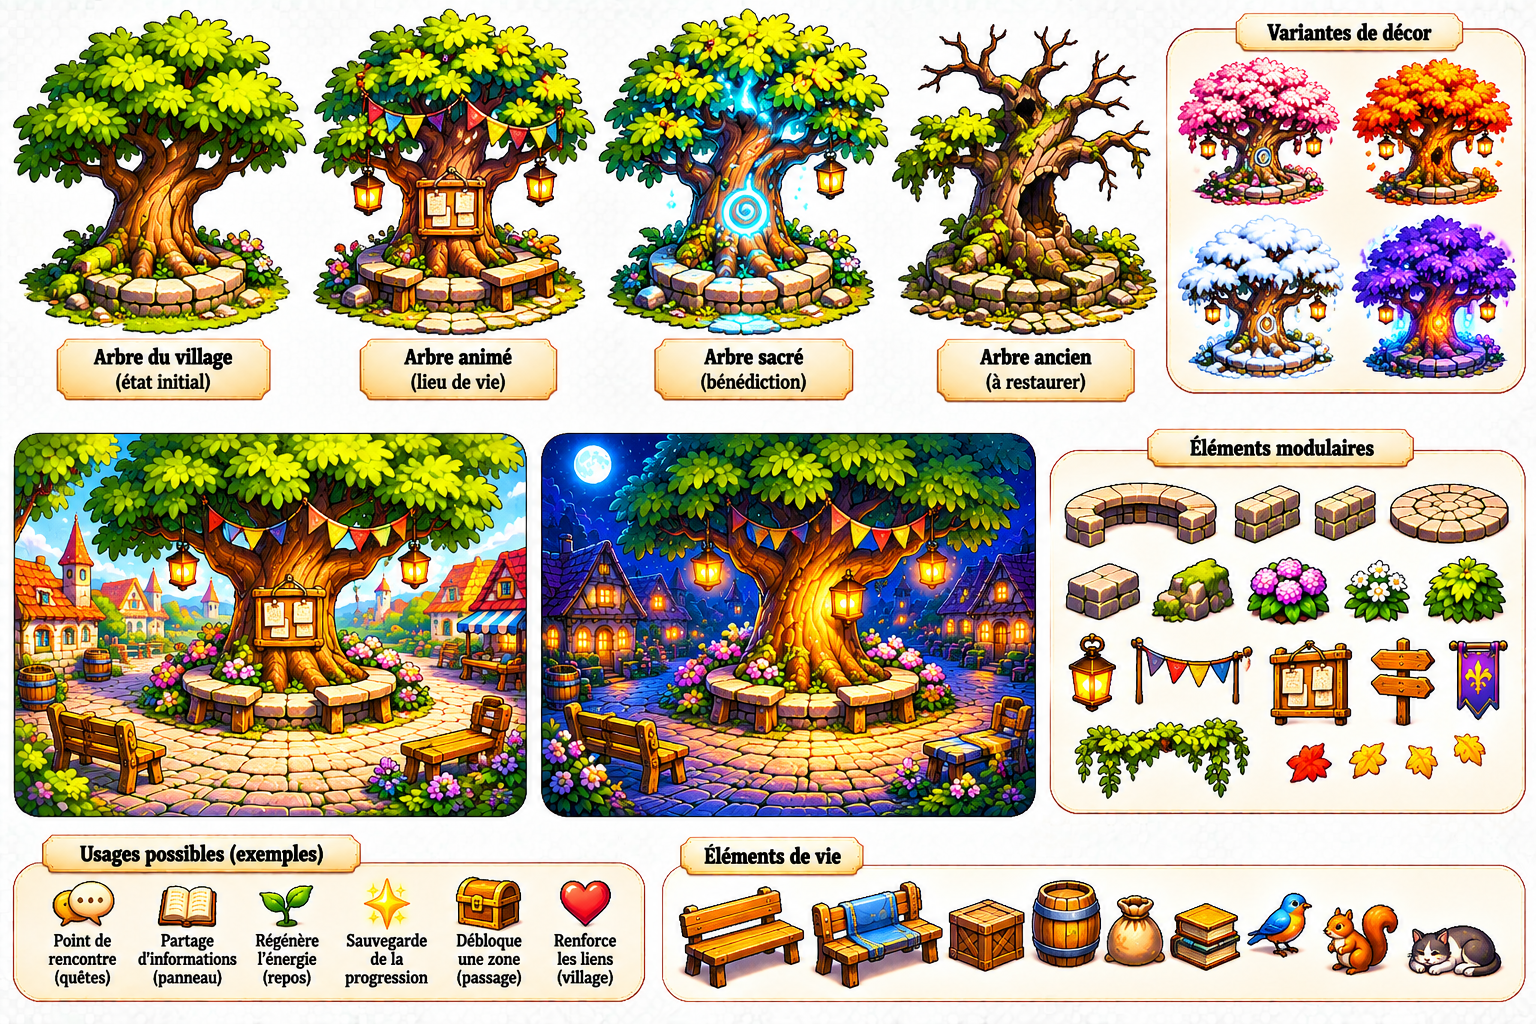 Variantes de décor
Arbre du village
(état initial)
Arbre animé
(lieu de vie)
Arbre sacré
(bénédiction)
Arbre ancien
(à restaurer)
Éléments modulaires
Usages possibles (exemples)
Point de
rencontre
(quêtes)
Partage
d'informations
(panneau)
Régénère
l'énergie
(repos)
Sauvegarde
de la
progression
Débloque
une zone
(passage)
Renforce
les liens
(village)
Éléments de vie